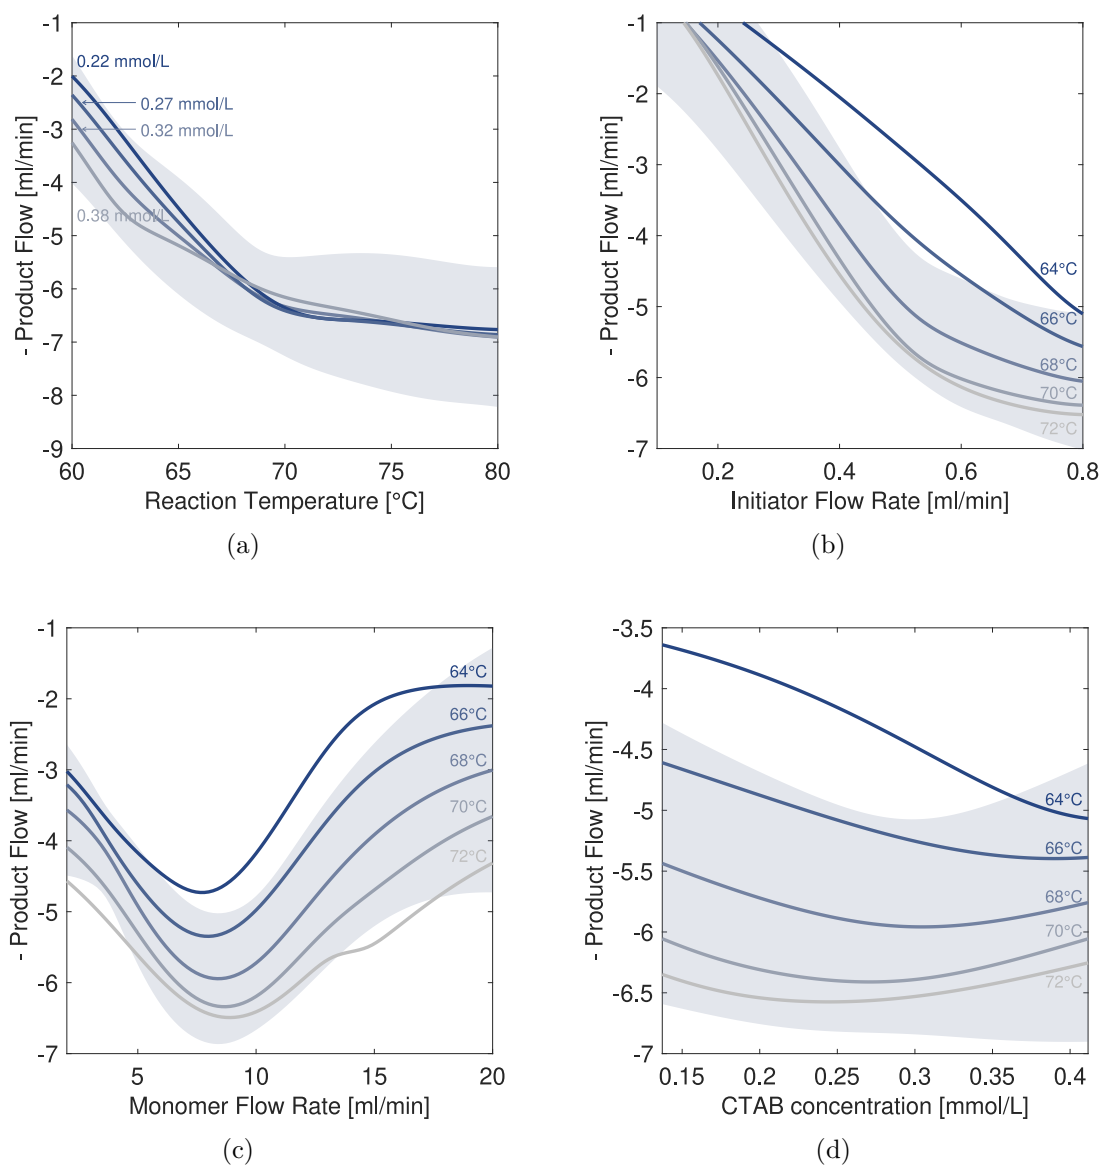 -1
-2
-3
-4
-5
-6
-7
-8
-9
- Product Flow [ml/min]
0.22 mmol/L
0.27 mmol/L
0.32 mmol/L
0.38 mmol/L
60 65 70 75 80
Reaction Temperature [°C]
(a)
-1
-2
-3
-4
-5
-6
-7
- Product Flow [ml/min]
64°C
66°C
68°C
70°C
72°C
0.2 0.4 0.6 0.8
Initiator Flow Rate [ml/min]
(b)
-1
-2
-3
-4
-5
-6
-7
- Product Flow [ml/min]
64°C
66°C
68°C
70°C
72°C
5 10 15 20
Monomer Flow Rate [ml/min]
(c)
-3.5
-4
-4.5
-5
-5.5
-6
-6.5
-7
- Product Flow [ml/min]
64°C
66°C
68°C
70°C
72°C
0.15 0.2 0.25 0.3 0.35 0.4
CTAB concentration [mmol/L]
(d)